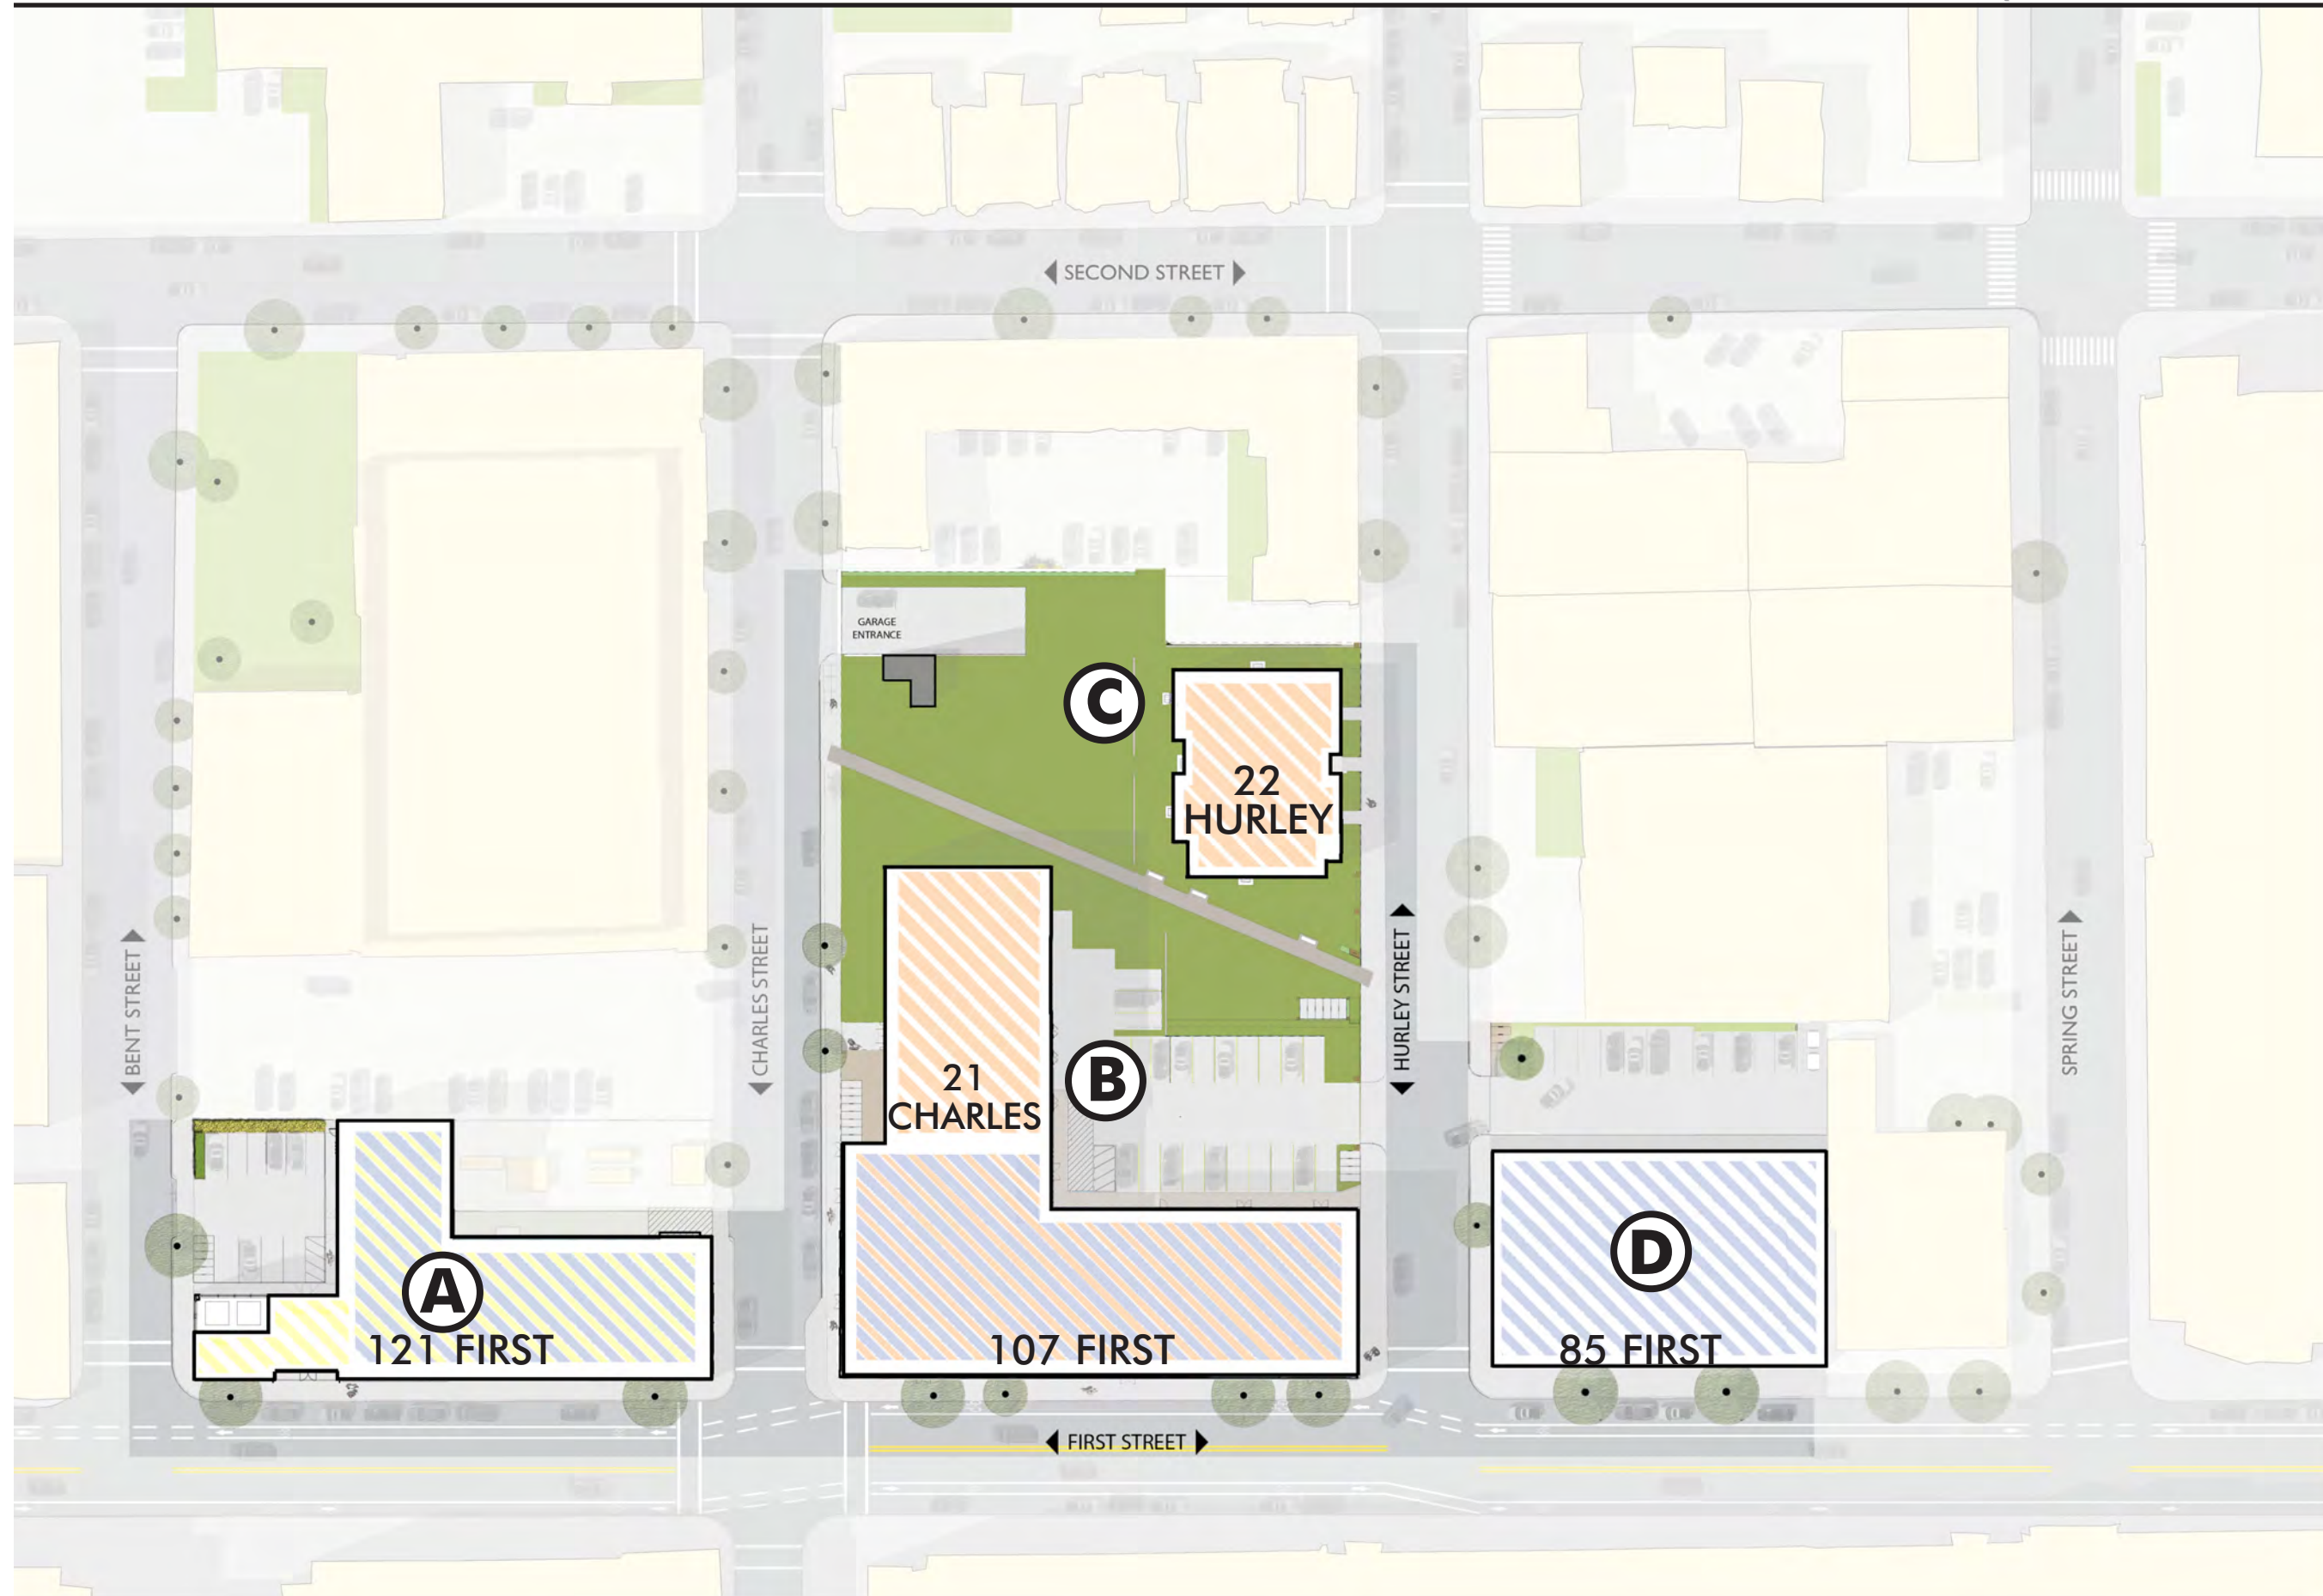 SECOND STREET
GARAGE
ENTRANCE
C
22
HURLEY
BENT STREET
CHARLES STREET
HURLEY STREET
SPRING STREET
21
CHARLES
B
A
121 FIRST
107 FIRST
D
85 FIRST
FIRST STREET